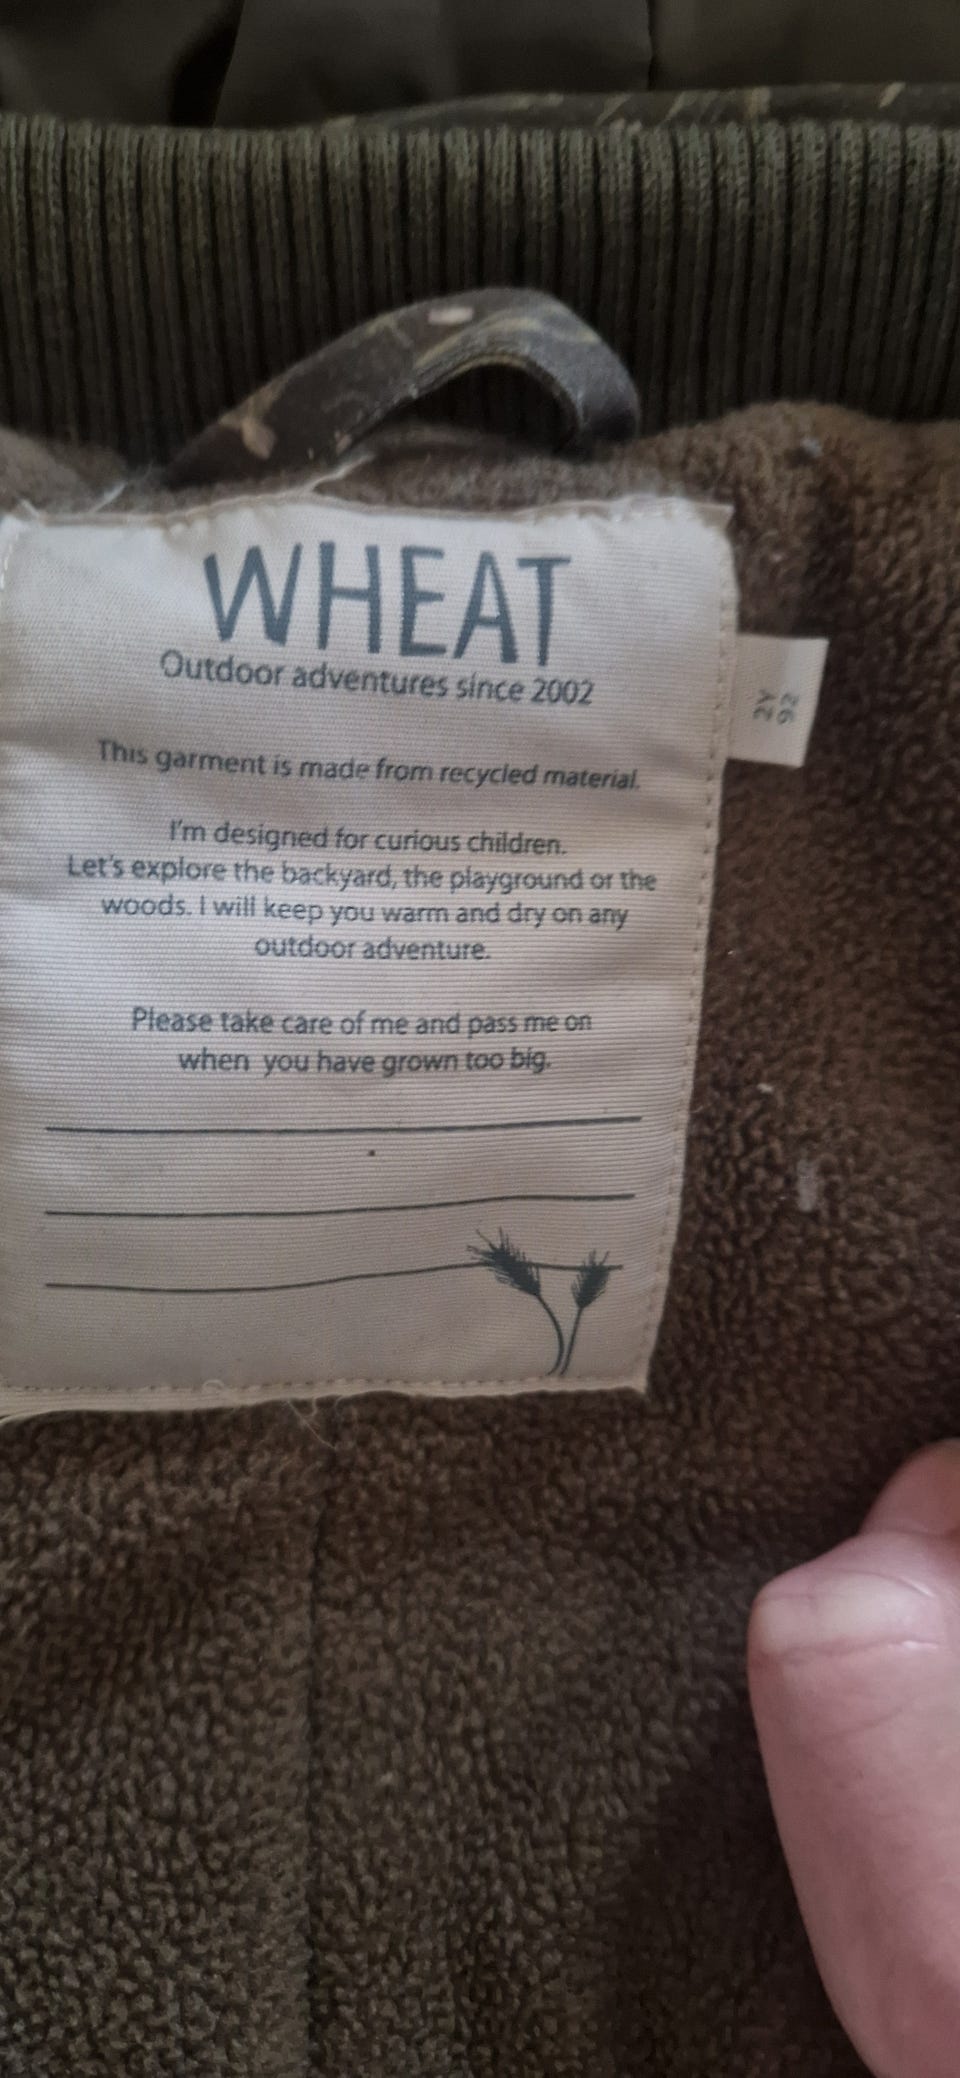 WHEAT
Outdoor adventures since 2002
This garment is made from recycled material.
I'm designed for curious children.
Let's explore the backyard, the playground or the
woods. I will keep you warm and dry on any
outdoor adventure.
Please take care of me and pass me on
when you have grown too big.
2Y
92